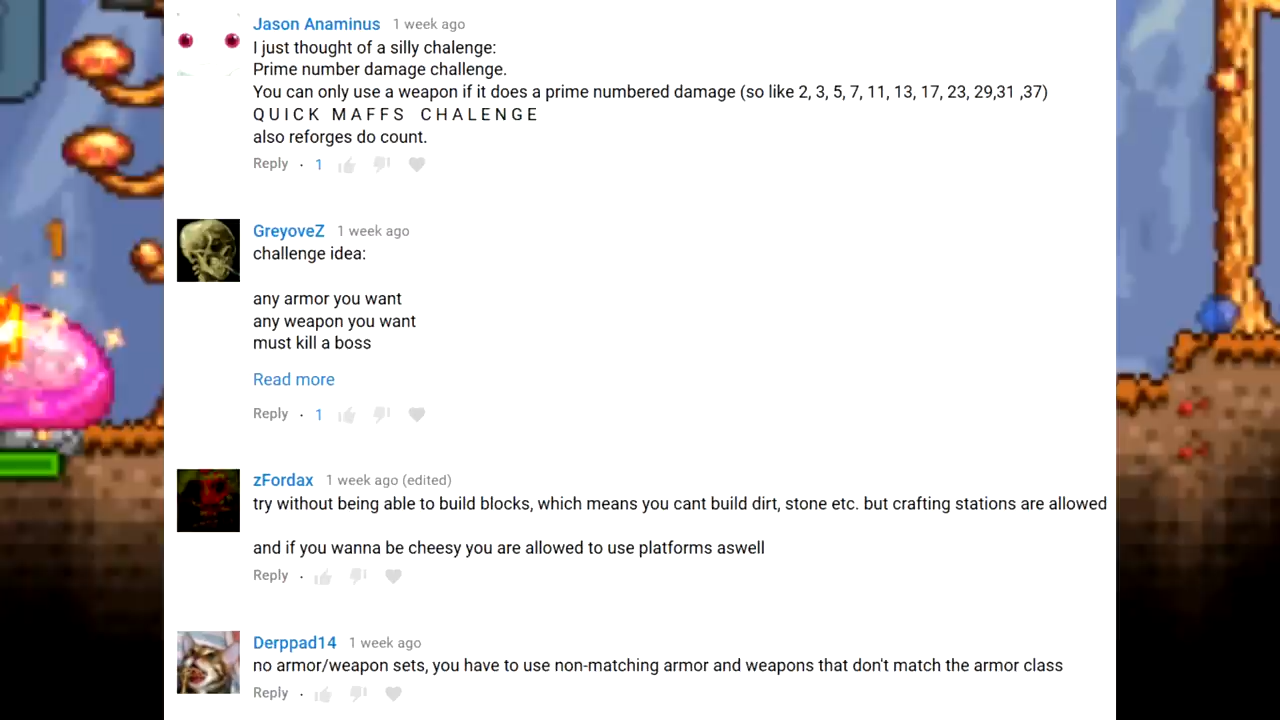 Jason Anaminus 1 week ago
I just thought of a silly chalenge:
Prime number damage challenge.
You can only use a weapon if it does a prime numbered damage (so like 2, 3, 5, 7, 11, 13, 17, 23, 29,31 ,37)
Q U I C K   M A F F S   C H A L E N G E
also reforges do count.
Reply · 1
1
GreyoveZ 1 week ago
challenge idea:
any armor you want
any weapon you want
must kill a boss
Read more
Reply · 1
zFordax 1 week ago (edited)
try without being able to build blocks, which means you cant build dirt, stone etc. but crafting stations are allowed
and if you wanna be cheesy you are allowed to use platforms aswell
Reply ·
Derppad14 1 week ago
no armor/weapon sets, you have to use non-matching armor and weapons that don't match the armor class
Reply ·